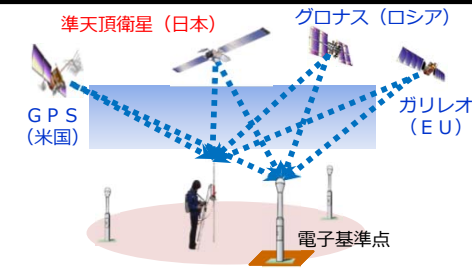 準天頂衛星（日本）
グロナス（ロシア）
ＧＰＳ
（米国）
ガリレオ
（ＥＵ）
電子基準点